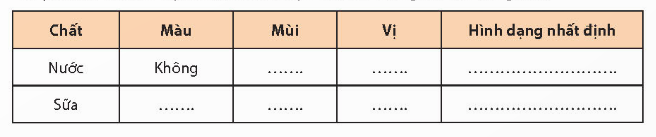 Chất Màu Mùi Vị Hình dạng nhất định
Nước Không ....... ....... ............................
Sữa ....... ....... ....... ............................